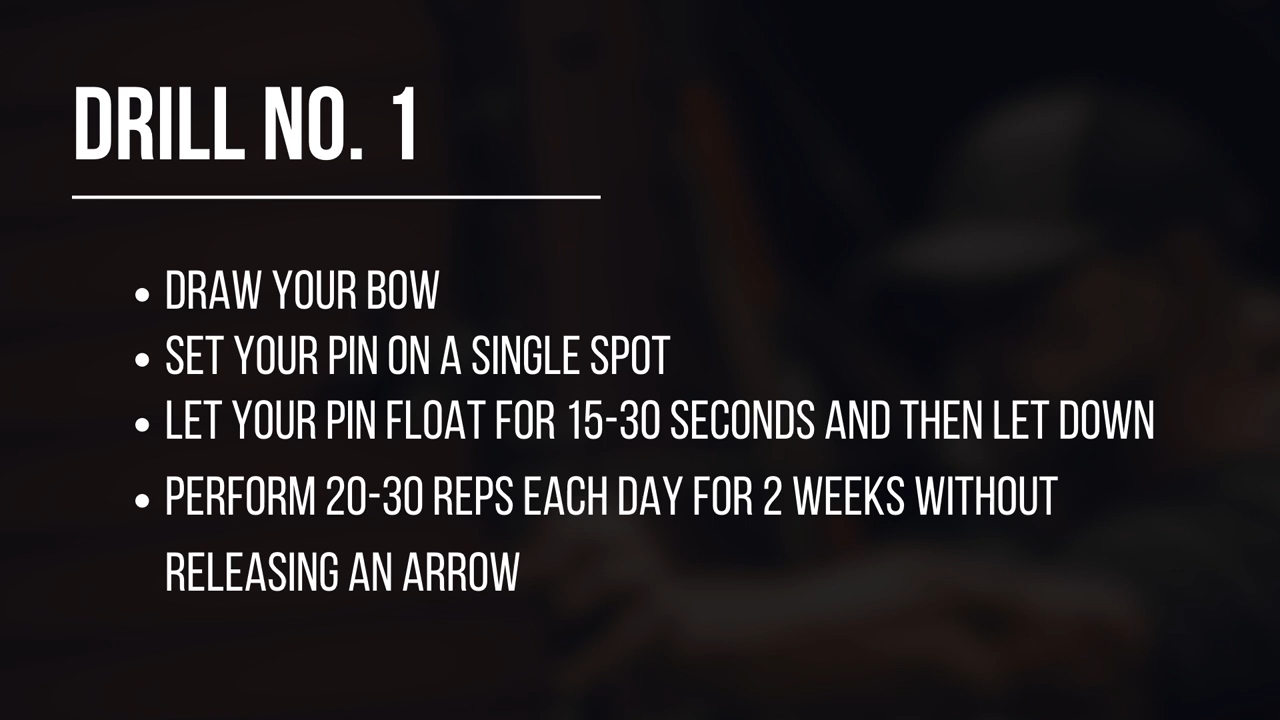 DRILL NO. 1
• DRAW YOUR BOW
• SET YOUR PIN ON A SINGLE SPOT
• LET YOUR PIN FLOAT FOR 15-30 SECONDS AND THEN LET DOWN
• PERFORM 20-30 REPS EACH DAY FOR 2 WEEKS WITHOUT
RELEASING AN ARROW